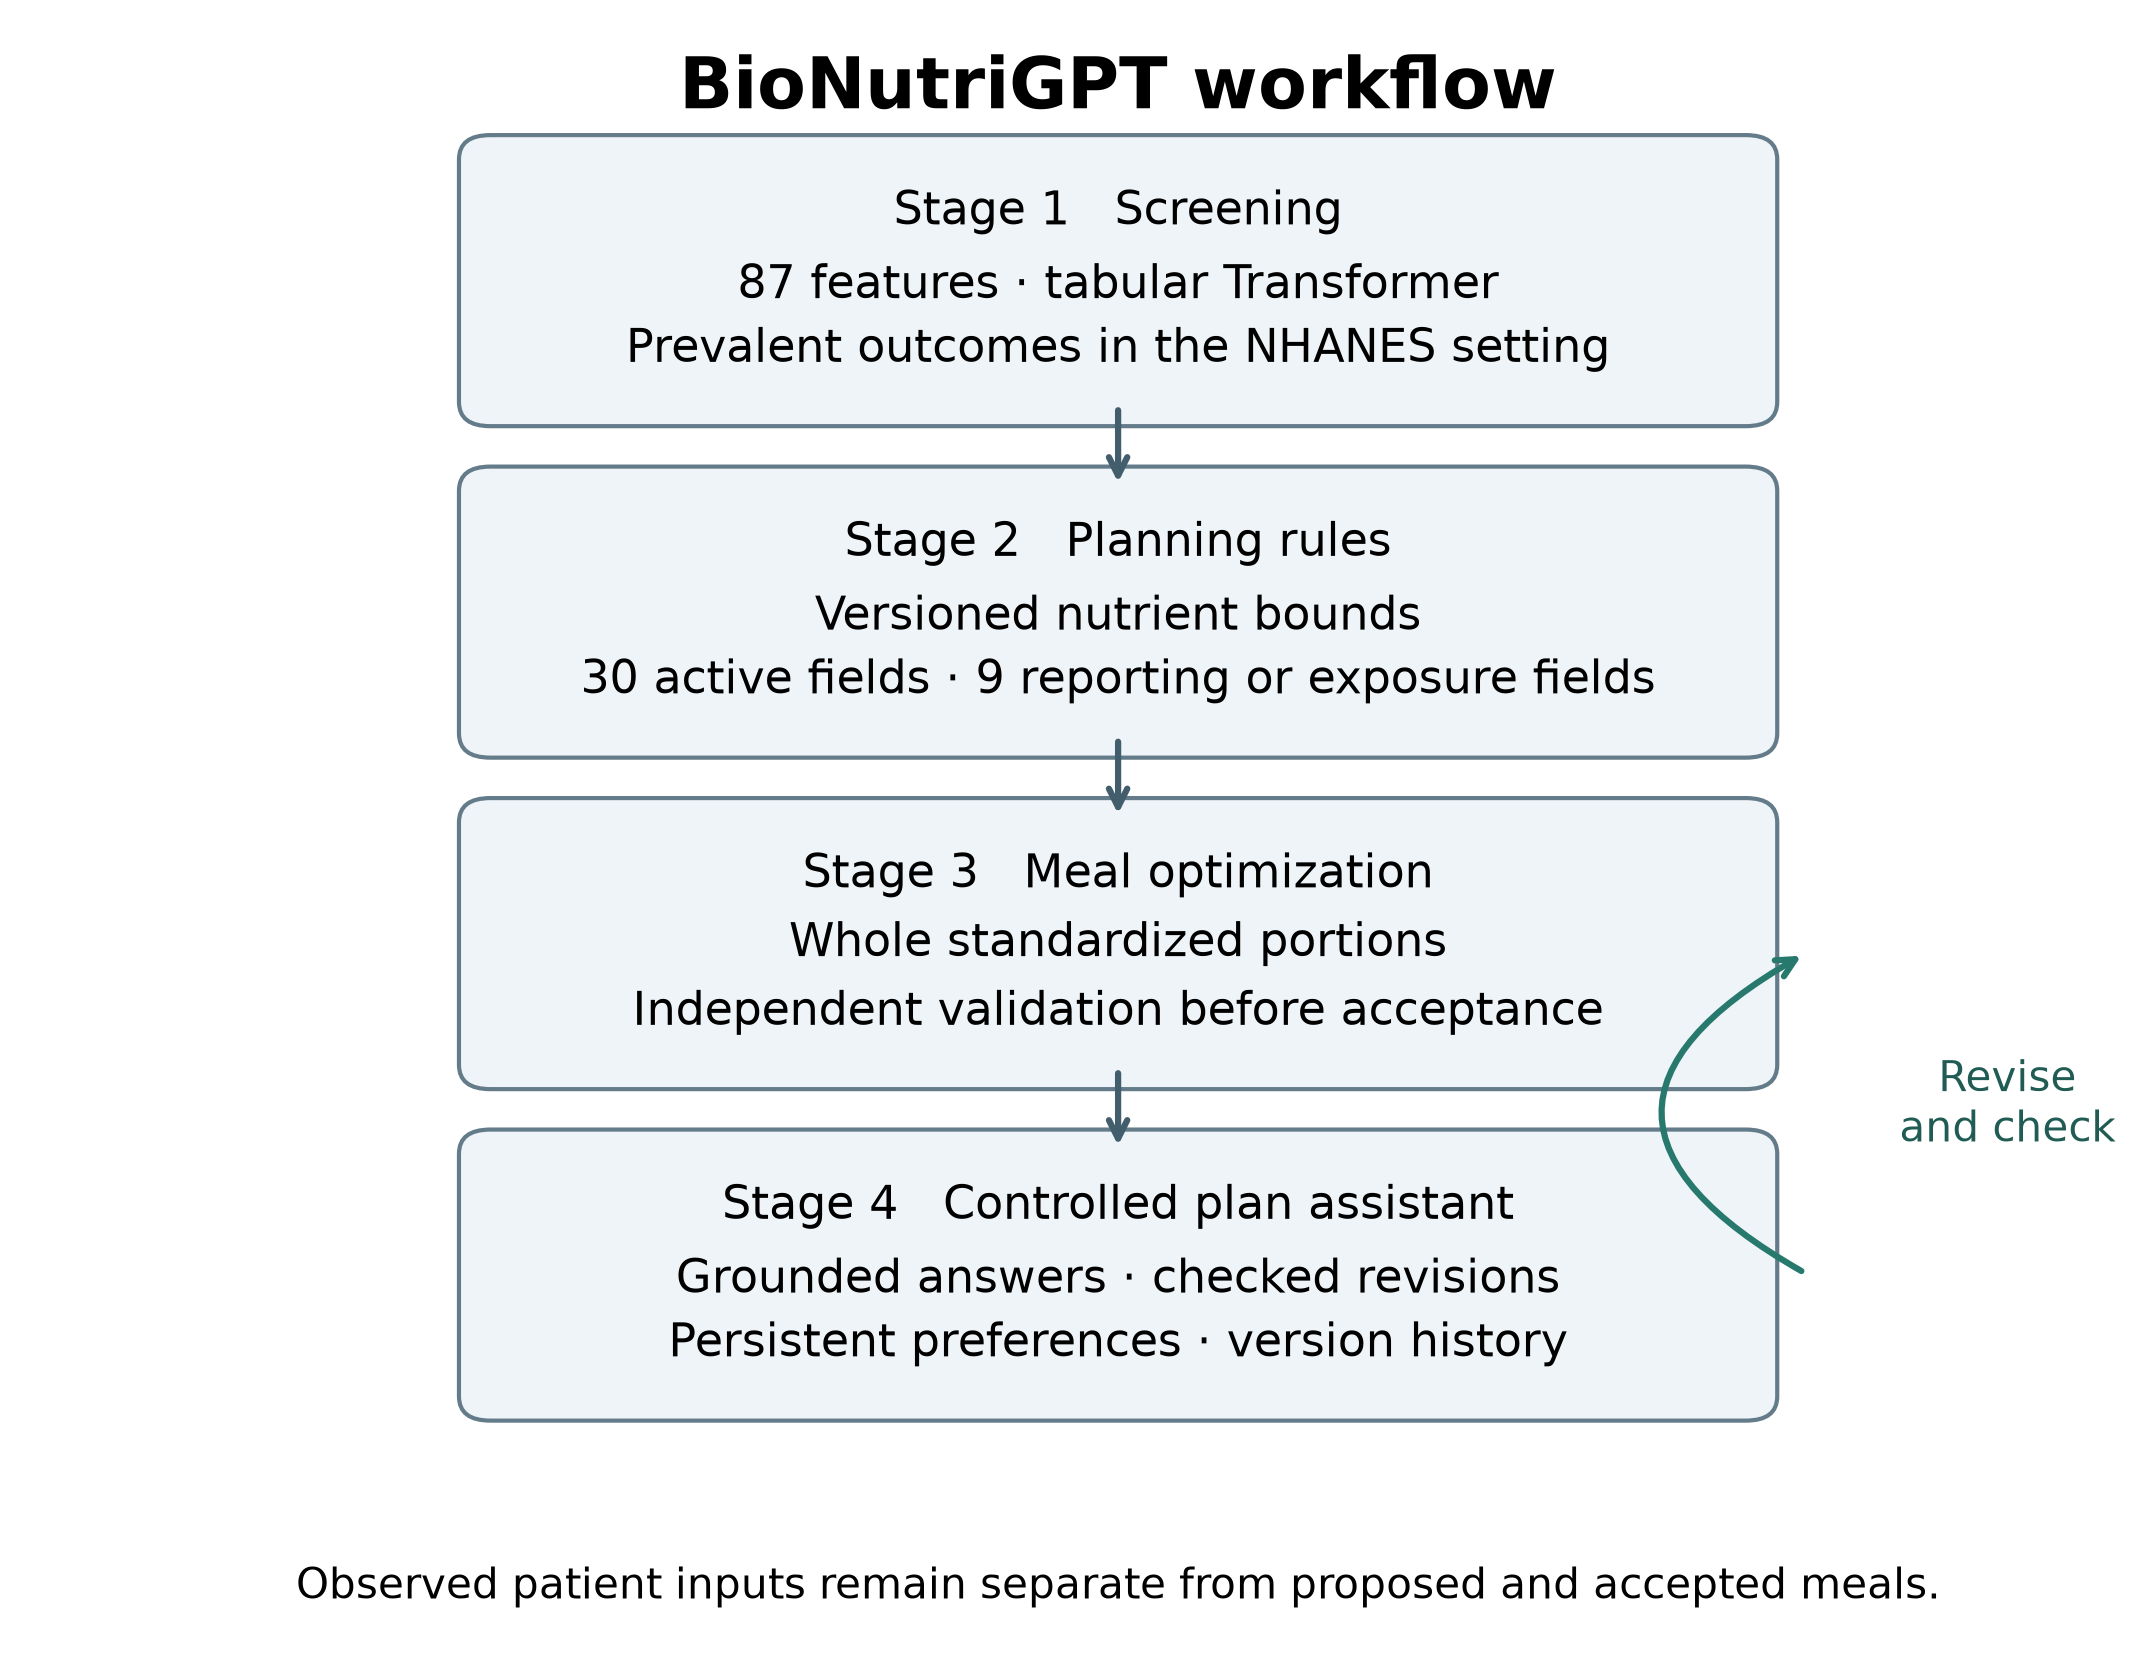 BioNutriGPT workflow
Stage 1 Screening
87 features · tabular Transformer
Prevalent outcomes in the NHANES setting
Stage 2 Planning rules
Versioned nutrient bounds
30 active fields · 9 reporting or exposure fields
Stage 3 Meal optimization
Whole standardized portions
Independent validation before acceptance
Revise
and check
Stage 4 Controlled plan assistant
Grounded answers · checked revisions
Persistent preferences · version history
Observed patient inputs remain separate from proposed and accepted meals.